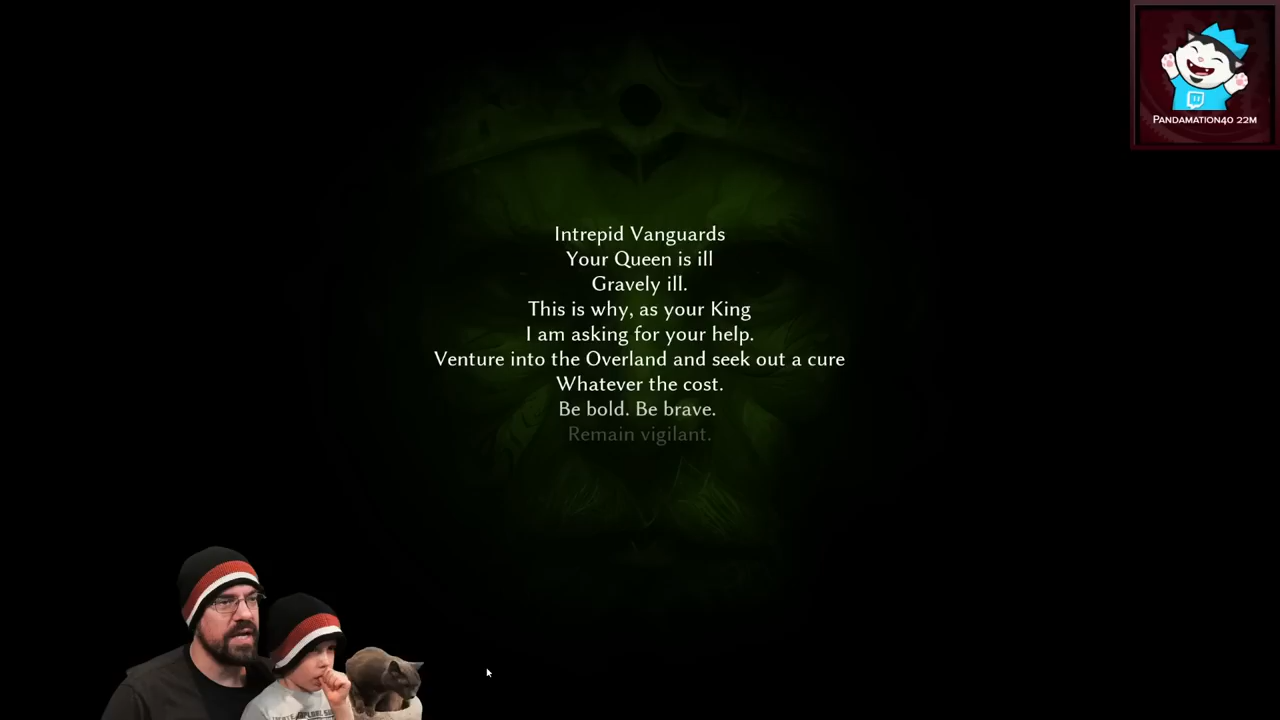 PANDAMATION40 22M
Intrepid Vanguards
Your Queen is ill
Gravely ill.
This is why, as your King
I am asking for your help.
Venture into the Overland and seek out a cure
Whatever the cost.
Be bold. Be brave.
Remain vigilant.